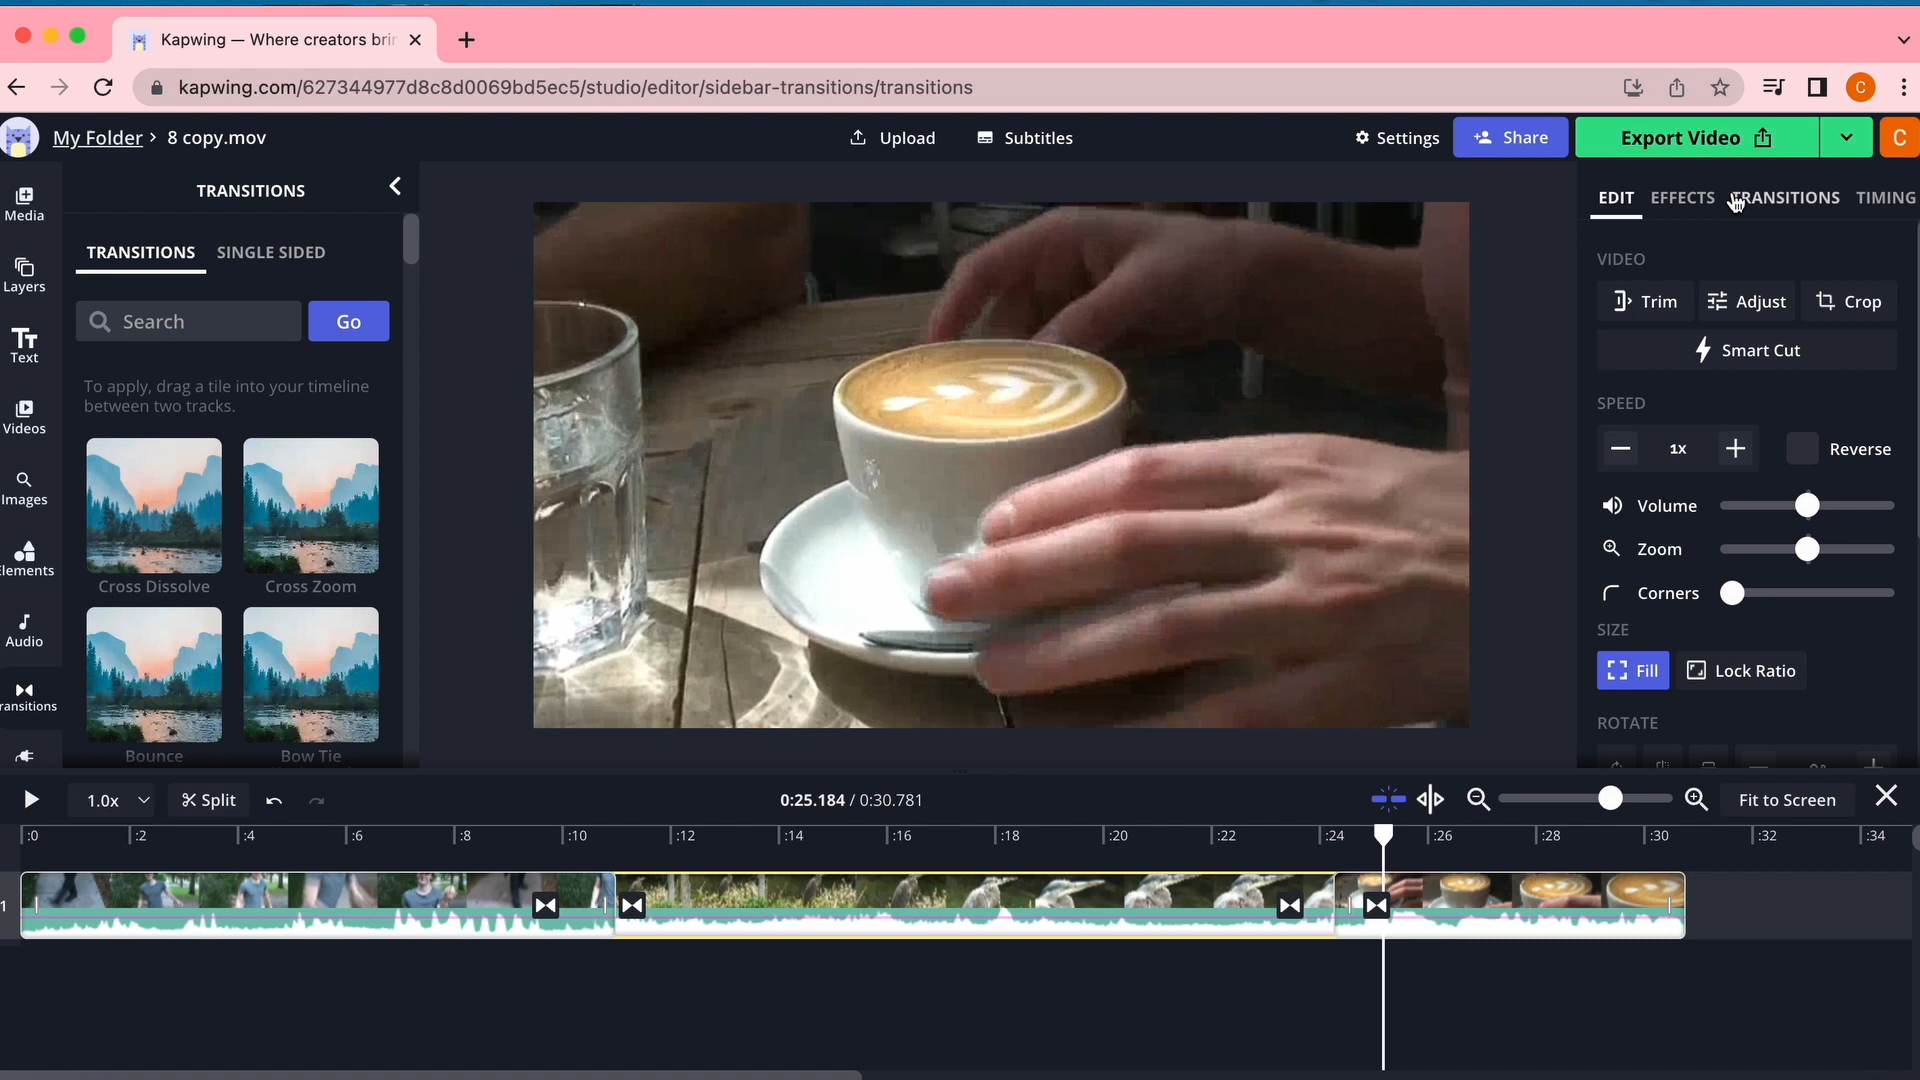 Kapwing — Where creators brin
kapwing.com/627344977d8c8d0069bd5ec5/studio/editor/sidebar-transitions/transitions
C
My Folder › 8 copy.mov
Upload
Subtitles
Settings
Share
Export Video
C
Media
Layers
Text
Videos
Images
Elements
Audio
ransitions
TRANSITIONS
TRANSITIONS SINGLE SIDED
Search
Go
To apply, drag a tile into your timeline
between two tracks.
Cross Dissolve
Cross Zoom
Bounce
Bow Tie
EDIT EFFECTS TRANSITIONS TIMING
VIDEO
Trim
Adjust
Crop
Smart Cut
SPEED
1x
Reverse
Volume
Zoom
Corners
SIZE
Fill
Lock Ratio
ROTATE
1.0x
Split
0:25.184 / 0:30.781
Fit to Screen
:0 :2 :4 :6 :8 :10 :12 :14 :16 :18 :20 :22 :24 :26 :28 :30 :32 :34
1